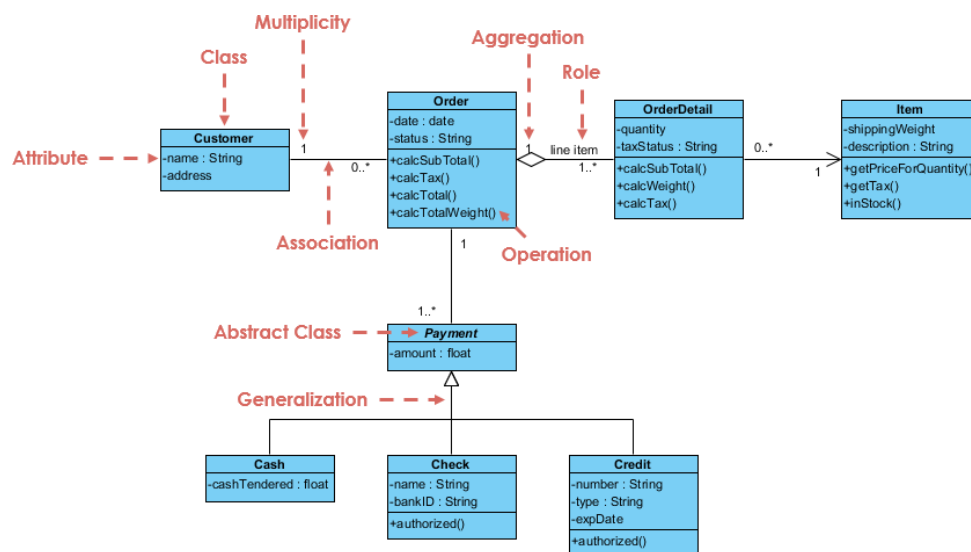 Multiplicity
Class
Aggregation
Role
Attribute
Customer
-name : String
-address
1
0..*
Association
Order
-date : date
-status : String
+calcSubTotal()
+calcTax()
+calcTotal()
+calcTotalWeight()
1
line item
1..*
Operation
OrderDetail
-quantity
-taxStatus : String
+calcSubTotal()
+calcWeight()
+calcTax()
0..*
1
Item
-shippingWeight
-description : String
+getPriceForQuantity()
+getTax()
+inStock()
1
1..*
Abstract Class
Payment
-amount : float
Generalization
Cash
-cashTendered : float
Check
-name : String
-bankID : String
+authorized()
Credit
-number : String
-type : String
-expDate
+authorized()